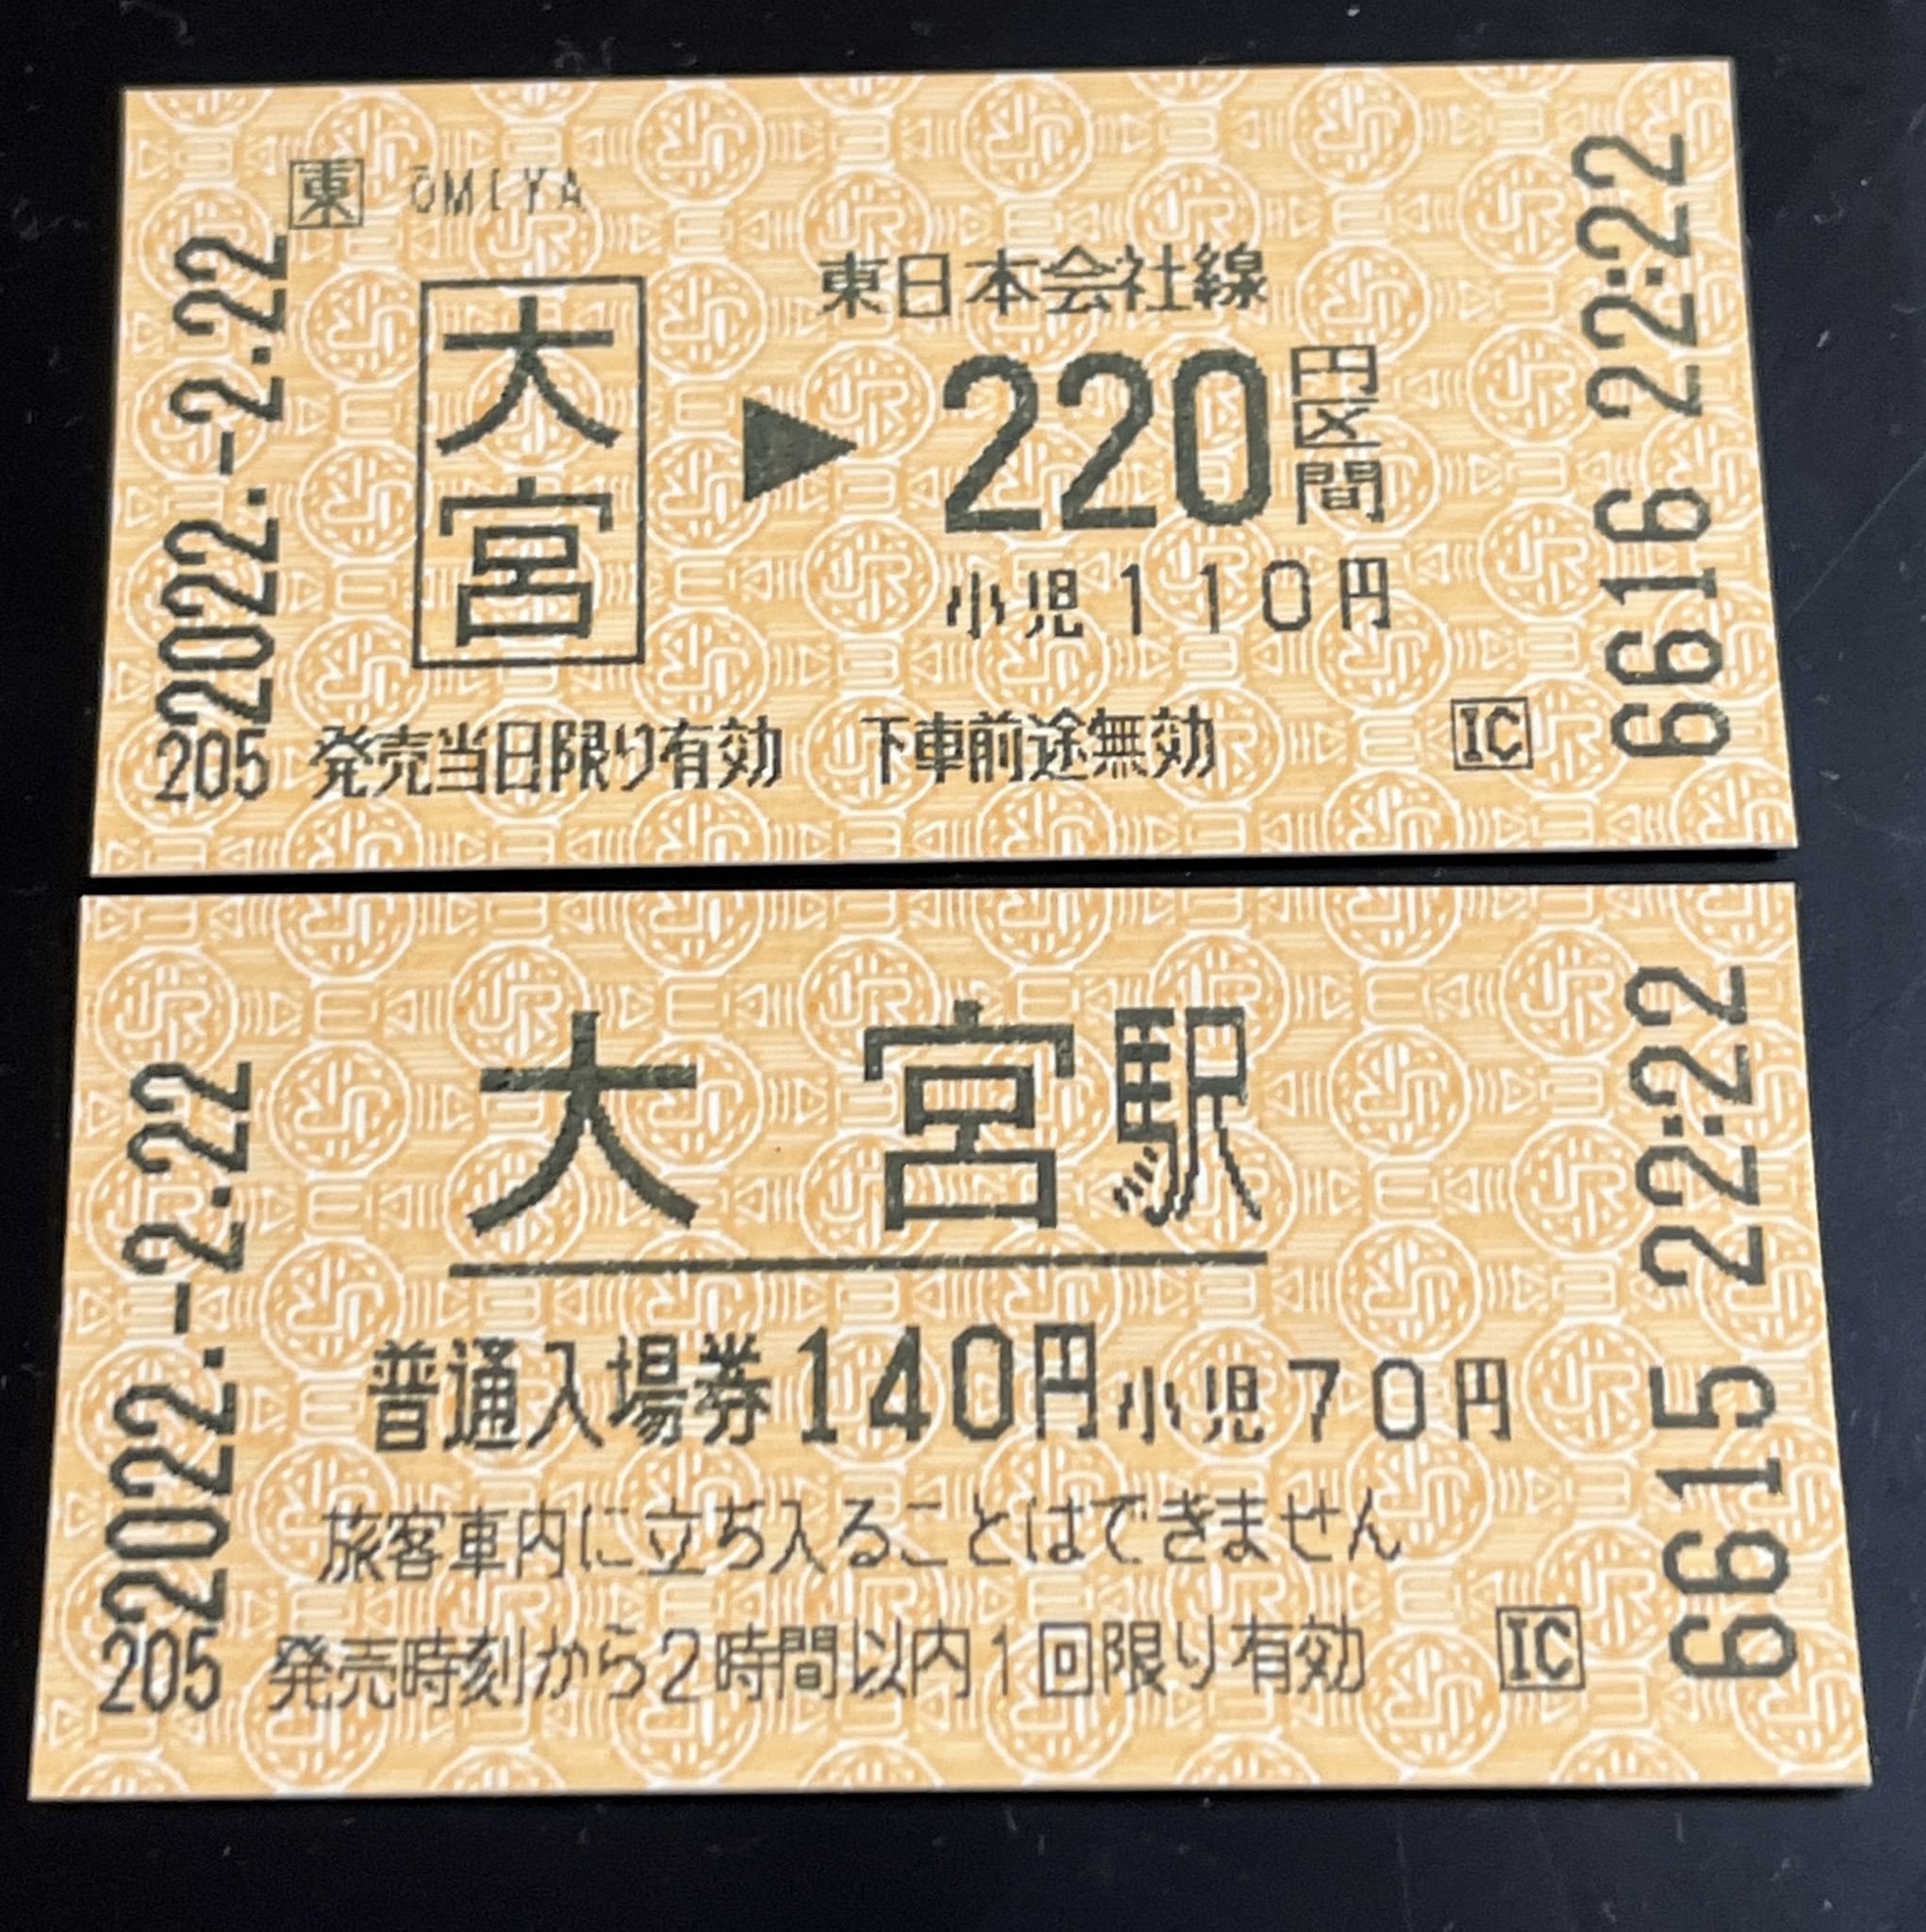 東 ŌMIYA
2022.-2.22
大宮
東日本会社線
▶ 220円区間
小児110円
205 発売当日限り有効 下車前途無効 IC
6616 22:22
2022.-2.22
大宮駅
普通入場券140円小児70円
旅客車内に立ち入ることはできません
205 発売時刻から2時間以内1回限り有効 IC
6615 22:22